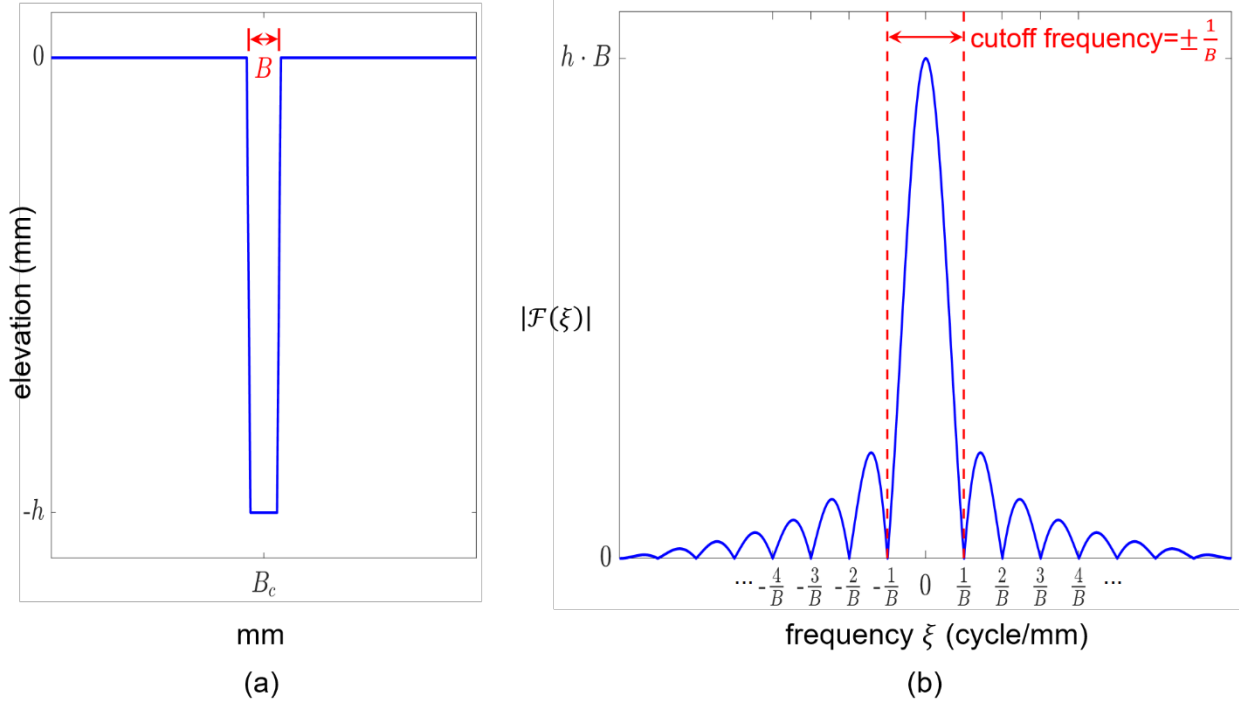 0
B
elevation (mm)
-h
B_c
mm
(a)
h · B
cutoff frequency=± 1/B
|ℱ(ξ)|
0
··· -4/B -3/B -2/B -1/B 0 1/B 2/B 3/B 4/B ···
frequency ξ (cycle/mm)
(b)